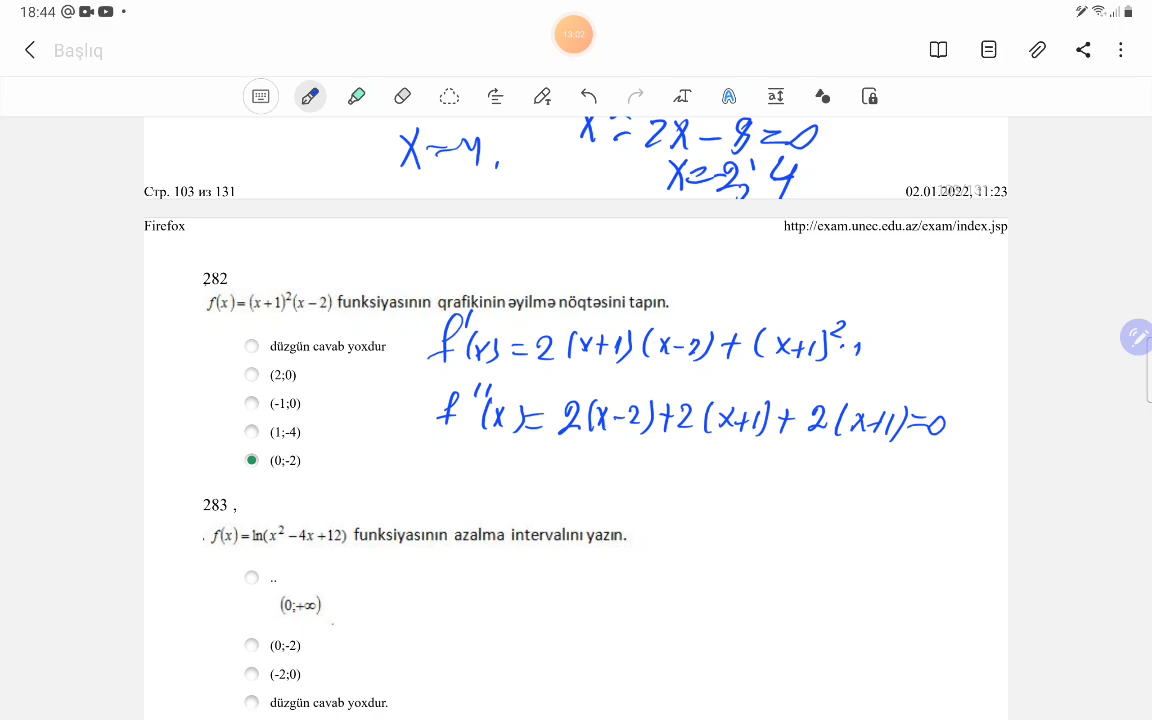 18:44
13:02
Başlıq
x = 4.
2x - 8 = 0
x = -2; 4
Стр. 103 из 131
02.01.2022, 11:23
Firefox
http://exam.unec.edu.az/exam/index.jsp
282
f(x) = (x+1)²(x−2) funksiyasının qrafikinin əyilmə nöqtəsini tapın.
düzgün cavab yoxdur
(2;0)
(-1;0)
(1;-4)
(0;-2)
f'(x) = 2(x+1)(x-2) + (x+1)²·1
f''(x) = 2(x-2)+2(x+1)+2(x+1)=0
283 ,
. f(x) = ln(x² − 4x + 12) funksiyasının azalma intervalını yazın.
..
(0;+∞)
(0;-2)
(-2;0)
düzgün cavab yoxdur.